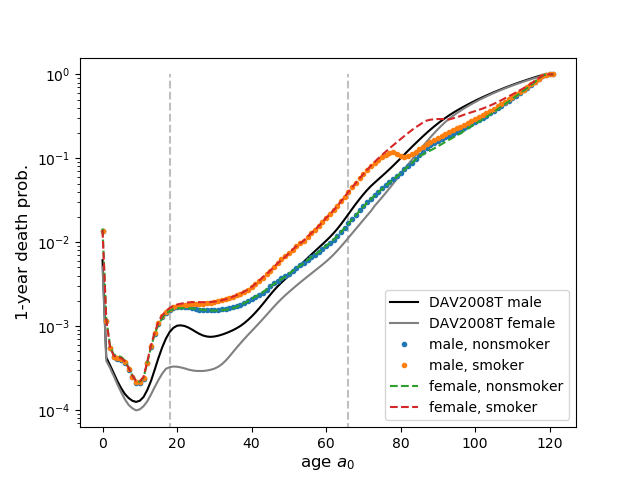 10⁰
10⁻¹
10⁻²
10⁻³
10⁻⁴
1-year death prob.
DAV2008T male
DAV2008T female
male, nonsmoker
male, smoker
female, nonsmoker
female, smoker
0 20 40 60 80 100 120
age a₀